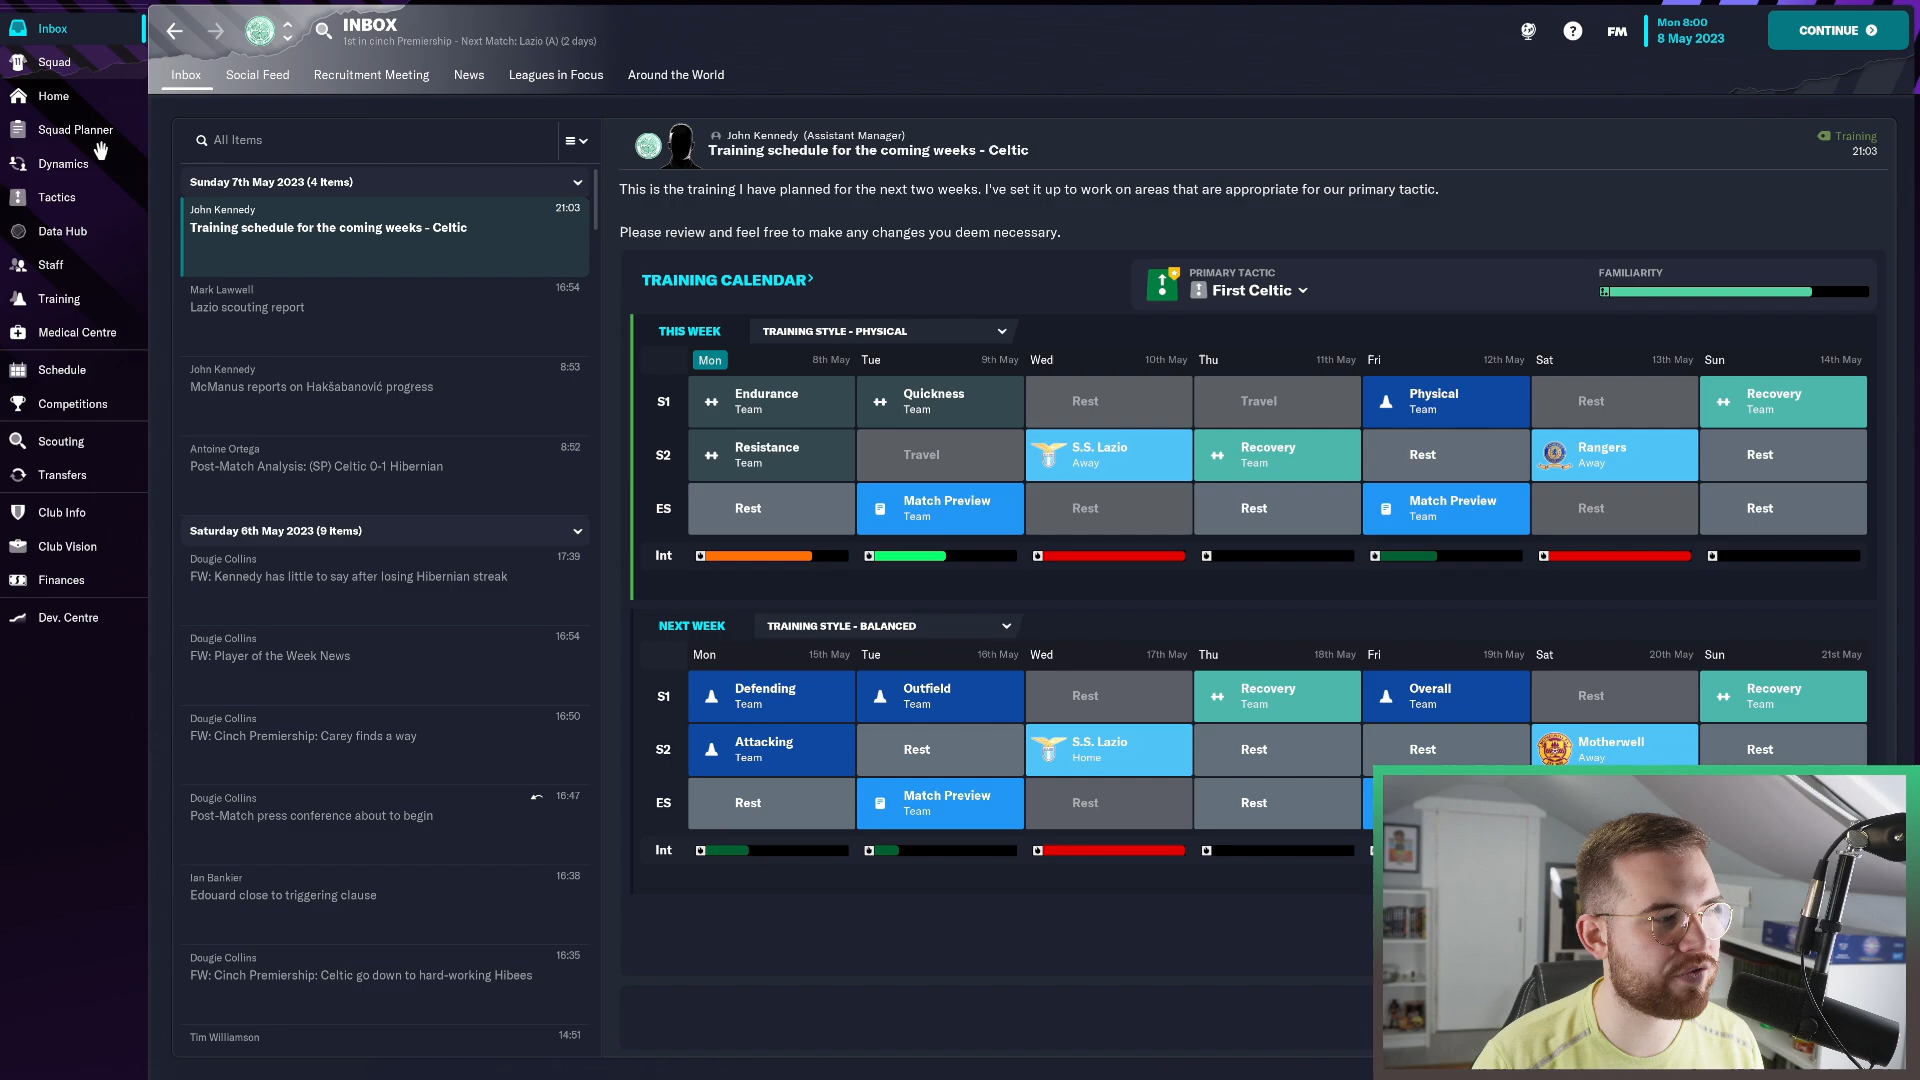 Inbox
Squad
Home
Squad Planner
Dynamics
Tactics
Data Hub
Staff
Training
Medical Centre
Schedule
Competitions
Scouting
Transfers
Club Info
Club Vision
Finances
Dev. Centre
INBOX
1st in cinch Premiership - Next Match: Lazio (A) (2 days)
? FM Mon 8:00
8 May 2023
CONTINUE
Inbox Social Feed Recruitment Meeting News Leagues in Focus Around the World
All Items
Sunday 7th May 2023 (4 Items)
John Kennedy 21:03
Training schedule for the coming weeks - Celtic
Mark Lawwell 16:54
Lazio scouting report
John Kennedy 8:53
McManus reports on Hakšabanović progress
Antoine Ortega 8:52
Post-Match Analysis: (SP) Celtic 0-1 Hibernian
Saturday 6th May 2023 (9 Items)
Dougie Collins 17:39
FW: Kennedy has little to say after losing Hibernian streak
Dougie Collins 16:54
FW: Player of the Week News
Dougie Collins 16:50
FW: Cinch Premiership: Carey finds a way
Dougie Collins 16:47
Post-Match press conference about to begin
Ian Bankier 16:38
Edouard close to triggering clause
Dougie Collins 16:35
FW: Cinch Premiership: Celtic go down to hard-working Hibees
Tim Williamson 14:51
John Kennedy (Assistant Manager)
Training schedule for the coming weeks - Celtic
Training
21:03
This is the training I have planned for the next two weeks. I've set it up to work on areas that are appropriate for our primary tactic.
Please review and feel free to make any changes you deem necessary.
TRAINING CALENDAR>
PRIMARY TACTIC
First Celtic
FAMILIARITY
THIS WEEK TRAINING STYLE - PHYSICAL
Mon 8th May Tue 9th May Wed 10th May Thu 11th May Fri 12th May Sat 13th May Sun 14th May
S1 Endurance Quickness Rest Travel Physical Rest Recovery
Team Team Team Team
S2 Resistance Travel S.S. Lazio Recovery Rest Rangers Rest
Team Away Team Away
ES Rest Match Preview Rest Rest Match Preview Rest Rest
Team Team
Int
NEXT WEEK TRAINING STYLE - BALANCED
Mon 15th May Tue 16th May Wed 17th May Thu 18th May Fri 19th May Sat 20th May Sun 21st May
S1 Defending Outfield Rest Recovery Overall Rest Recovery
Team Team Team Team Team
S2 Attacking Rest S.S. Lazio Rest Rest Motherwell Rest
Team Home Away
ES Rest Match Preview Rest Rest
Team
Int